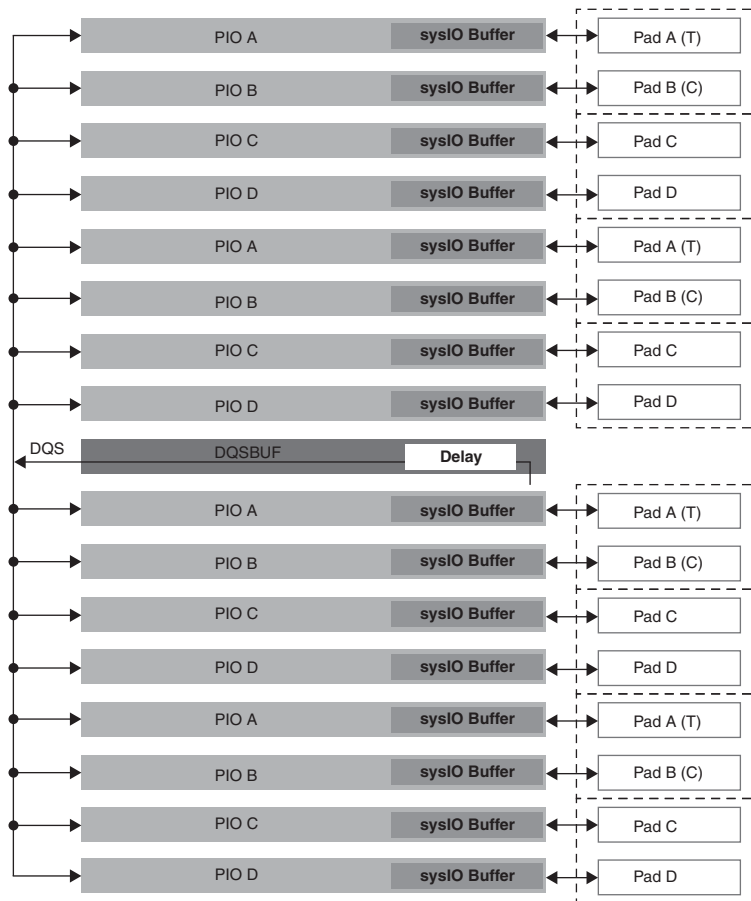 PIO A sysIO Buffer Pad A (T)
PIO B sysIO Buffer Pad B (C)
PIO C sysIO Buffer Pad C
PIO D sysIO Buffer Pad D
PIO A sysIO Buffer Pad A (T)
PIO B sysIO Buffer Pad B (C)
PIO C sysIO Buffer Pad C
PIO D sysIO Buffer Pad D
DQS DQSBUF Delay
PIO A sysIO Buffer Pad A (T)
PIO B sysIO Buffer Pad B (C)
PIO C sysIO Buffer Pad C
PIO D sysIO Buffer Pad D
PIO A sysIO Buffer Pad A (T)
PIO B sysIO Buffer Pad B (C)
PIO C sysIO Buffer Pad C
PIO D sysIO Buffer Pad D